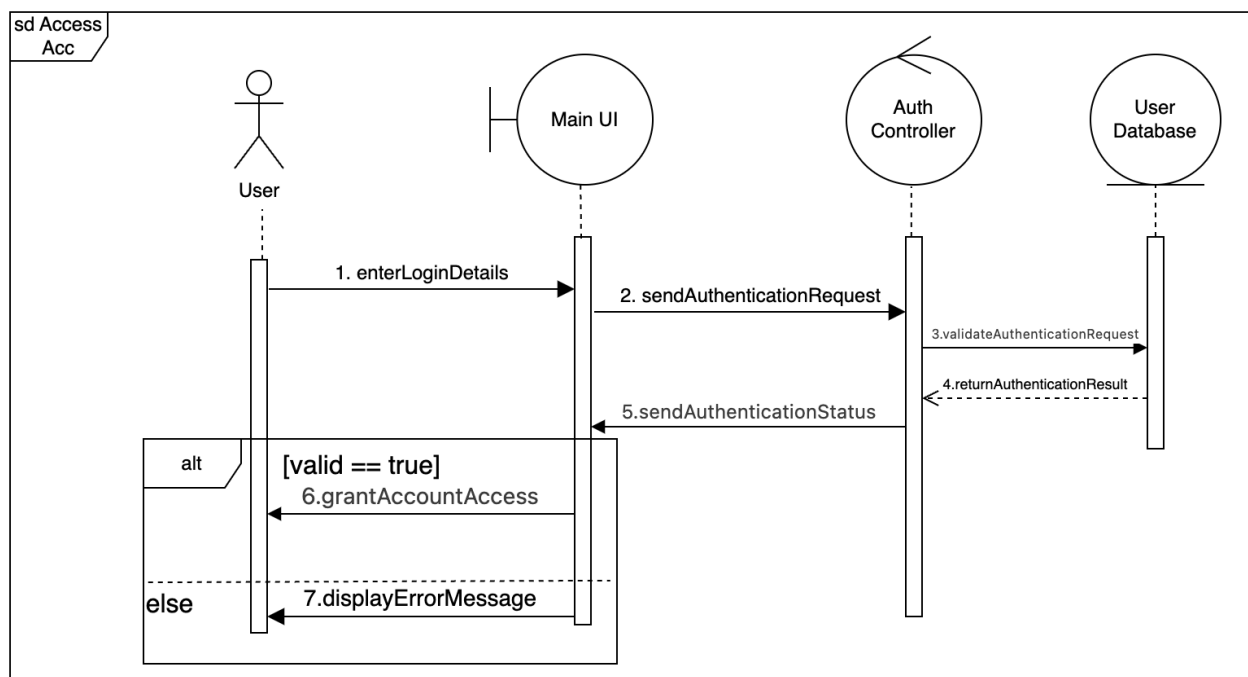 sd Access
Acc
User
Main UI
Auth
Controller
User
Database
1. enterLoginDetails
2. sendAuthenticationRequest
3.validateAuthenticationRequest
4.returnAuthenticationResult
5.sendAuthenticationStatus
alt
[valid == true]
6.grantAccountAccess
else
7.displayErrorMessage